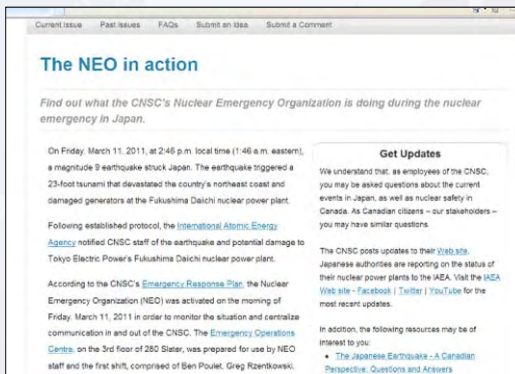 Current Issue Past Issues FAQs Submit an Idea Submit a Comment
The NEO in action
Find out what the CNSC's Nuclear Emergency Organization is doing during the nuclear
emergency in Japan.
On Friday, March 11, 2011, at 2:46 p.m. local time (1:46 a.m. eastern),
a magnitude 9 earthquake struck Japan. The earthquake triggered a
23-foot tsunami that devastated the country's northeast coast and
damaged generators at the Fukushima Daiichi nuclear power plant.
Following established protocol, the International Atomic Energy
Agency notified CNSC staff of the earthquake and potential damage to
Tokyo Electric Power's Fukushima Daiichi nuclear power plant.
According to the CNSC's Emergency Response Plan, the Nuclear
Emergency Organization (NEO) was activated on the morning of
Friday, March 11, 2011 in order to monitor the situation and centralize
communication in and out of the CNSC. The Emergency Operations
Centre, on the 3rd floor of 280 Slater, was prepared for use by NEO
staff and the first shift, comprised of Ben Poulet, Greg Rzentkowski,
Get Updates
We understand that, as employees of the CNSC,
you may be asked questions about the current
events in Japan, as well as nuclear safety in
Canada. As Canadian citizens – our stakeholders –
you may have similar questions.
The CNSC posts updates to their Web site.
Japanese authorities are reporting on the status of
their nuclear power plants to the IAEA. Visit the IAEA
Web site - Facebook | Twitter | YouTube for the
most recent updates.
In addition, the following resources may be of
interest to you:
• The Japanese Earthquake - A Canadian
Perspective: Questions and Answers